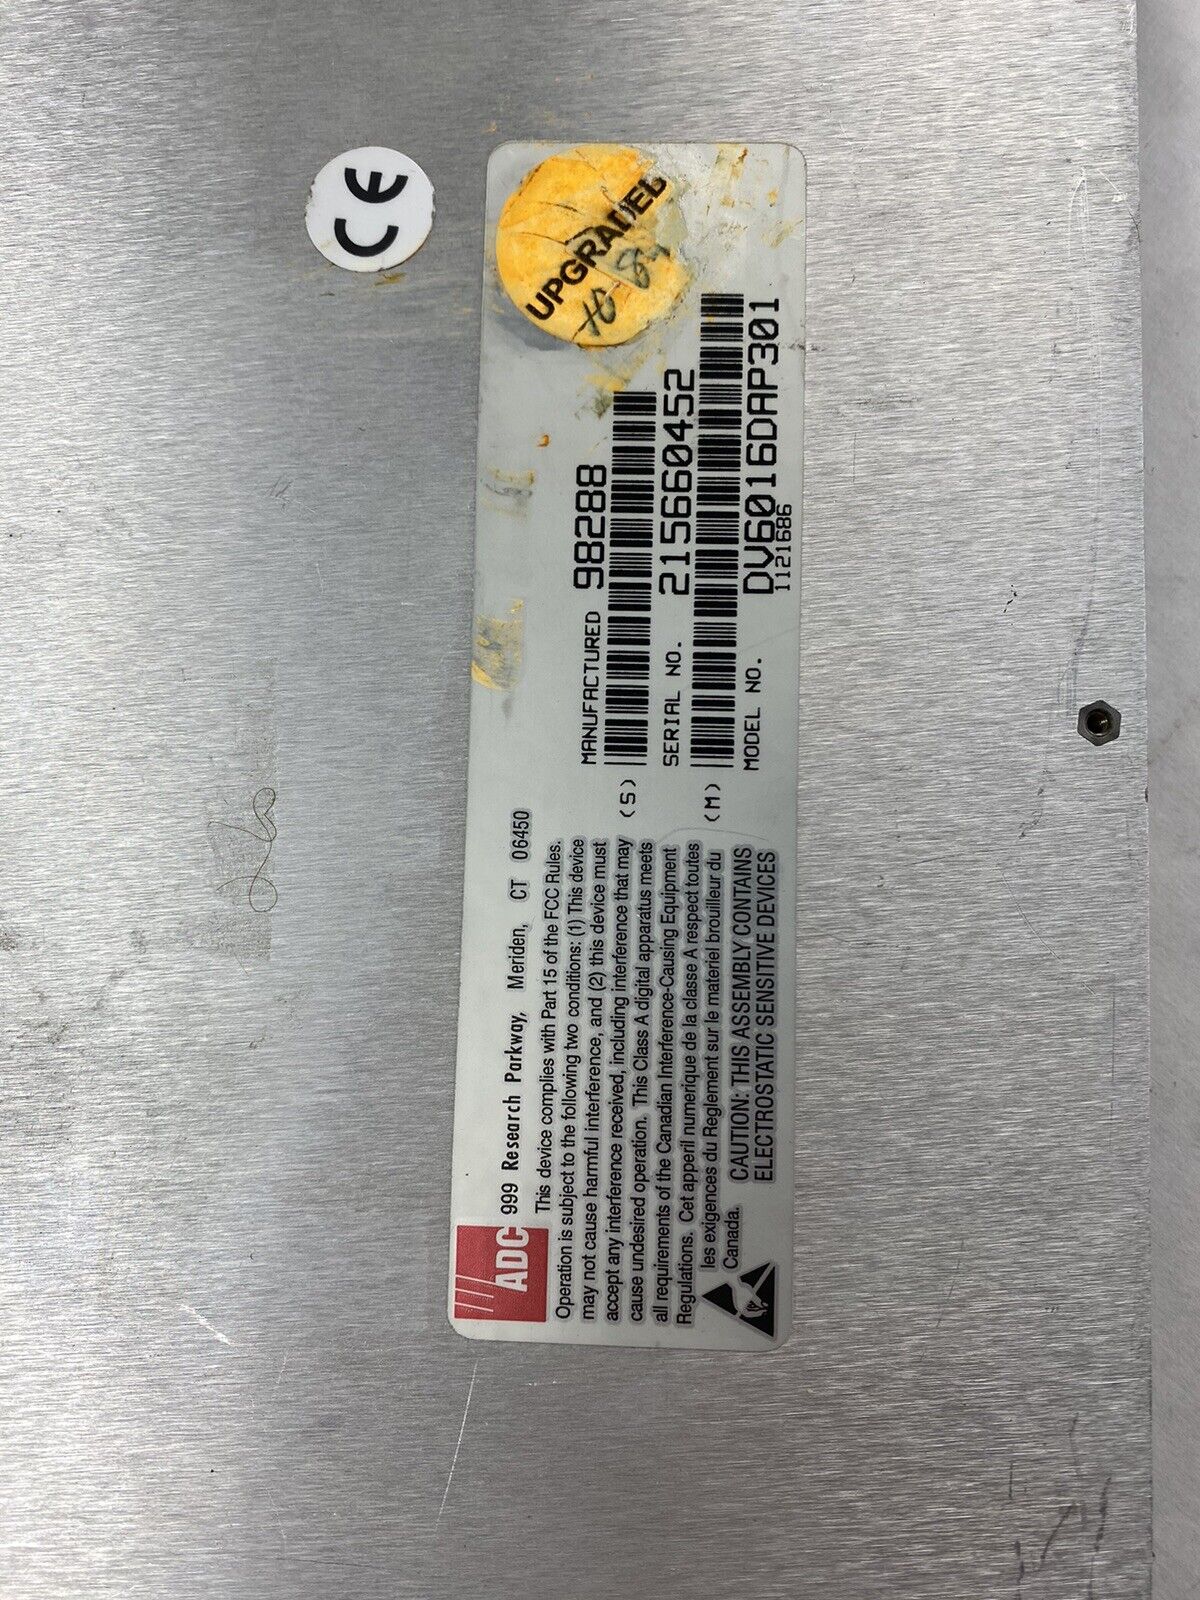 CE
UPGRADED
to
ADC
999 Research Parkway, Meriden, CT 06450
This device complies with Part 15 of the FCC Rules.
Operation is subject to the following two conditions: (1) This device
may not cause harmful interference, and (2) this device must
accept any interference received, including interference that may
cause undesired operation. This Class A digital apparatus meets
all requirements of the Canadian Interference-Causing Equipment
Regulations. Cet apperil numerique de la classe A respect toutes
les exigences du Reglement sur le materiel brouilleur du
Canada.
CAUTION: THIS ASSEMBLY CONTAINS
ELECTROSTATIC SENSITIVE DEVICES
MANUFACTURED 98288
(S)
SERIAL NO. 215660452
(M)
MODEL NO. DV6016DAP301
1121686